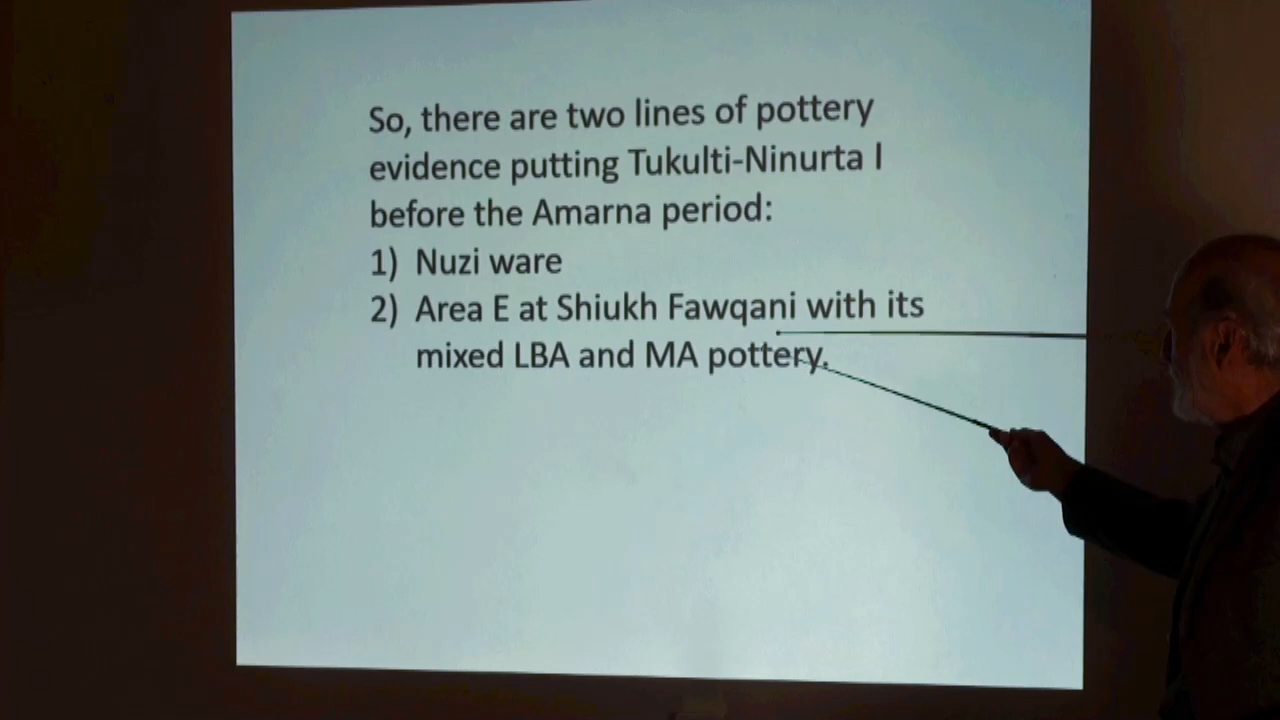 So, there are two lines of pottery
evidence putting Tukulti-Ninurta I
before the Amarna period:
1) Nuzi ware
2) Area E at Shiukh Fawqani with its
mixed LBA and MA pottery.